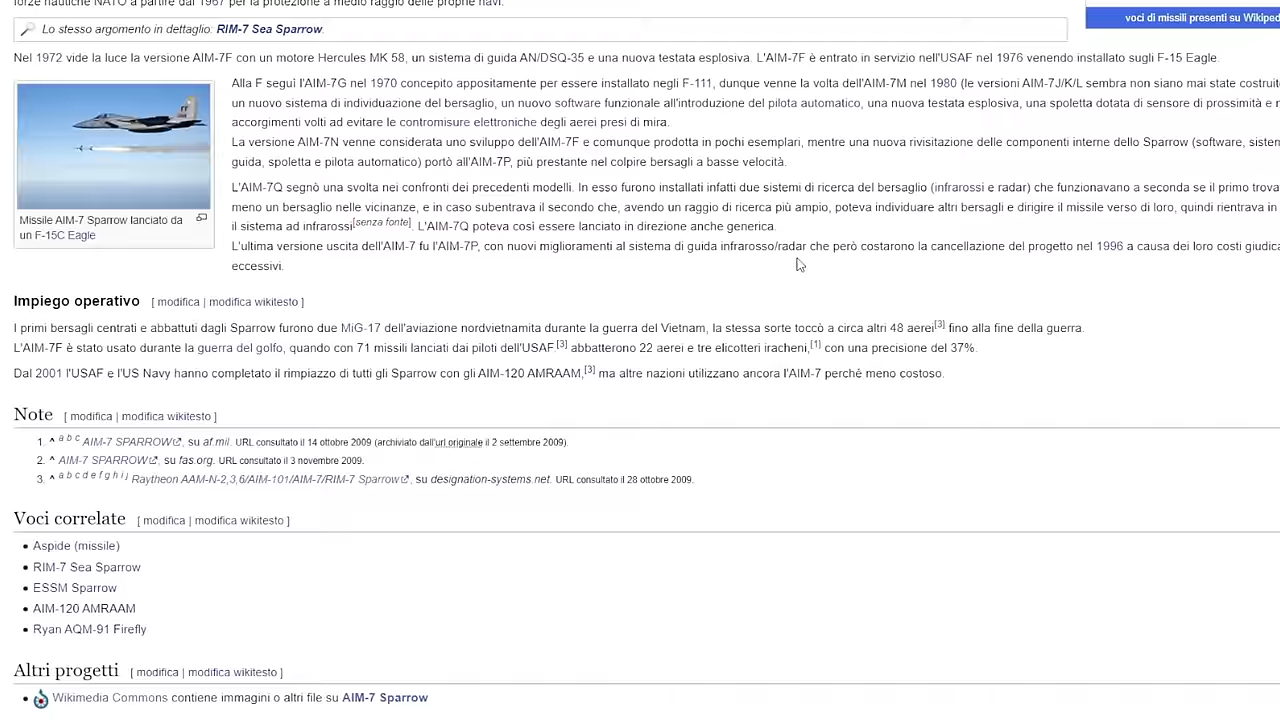 forze nautiche NATO a partire dal 1967 per la protezione a medio raggio delle proprie navi.
voci di missili presenti su Wikiped
Lo stesso argomento in dettaglio: RIM-7 Sea Sparrow.
Nel 1972 vide la luce la versione AIM-7F con un motore Hercules MK 58, un sistema di guida AN/DSQ-35 e una nuova testata esplosiva. L'AIM-7F è entrato in servizio nell'USAF nel 1976 venendo installato sugli F-15 Eagle.
Alla F seguì l'AIM-7G nel 1970 concepito appositamente per essere installato negli F-111, dunque venne la volta dell'AIM-7M nel 1980 (le versioni AIM-7J/K/L sembra non siano mai state costruite
un nuovo sistema di individuazione del bersaglio, un nuovo software funzionale all'introduzione del pilota automatico, una nuova testata esplosiva, una spoletta dotata di sensore di prossimità e n
accorgimenti volti ad evitare le contromisure elettroniche degli aerei presi di mira.
La versione AIM-7N venne considerata uno sviluppo dell'AIM-7F e comunque prodotta in pochi esemplari, mentre una nuova rivisitazione delle componenti interne dello Sparrow (software, sistem
guida, spoletta e pilota automatico) portò all'AIM-7P, più prestante nel colpire bersagli a basse velocità.
L'AIM-7Q segnò una svolta nei confronti dei precedenti modelli. In esso furono installati infatti due sistemi di ricerca del bersaglio (infrarossi e radar) che funzionavano a seconda se il primo trova
meno un bersaglio nelle vicinanze, e in caso subentrava il secondo che, avendo un raggio di ricerca più ampio, poteva individuare altri bersagli e dirigire il missile verso di loro, quindi rientrava in
il sistema ad infrarossi[senza fonte]. L'AIM-7Q poteva così essere lanciato in direzione anche generica.
L'ultima versione uscita dell'AIM-7 fu l'AIM-7P, con nuovi miglioramenti al sistema di guida infrarosso/radar che però costarono la cancellazione del progetto nel 1996 a causa dei loro costi giudica
eccessivi.
Missile AIM-7 Sparrow lanciato da
un F-15C Eagle
Impiego operativo [ modifica | modifica wikitesto ]
I primi bersagli centrati e abbattuti dagli Sparrow furono due MiG-17 dell'aviazione nordvietnamita durante la guerra del Vietnam, la stessa sorte toccò a circa altri 48 aerei[3] fino alla fine della guerra.
L'AIM-7F è stato usato durante la guerra del golfo, quando con 71 missili lanciati dai piloti dell'USAF[3] abbatterono 22 aerei e tre elicotteri iracheni,[1] con una precisione del 37%.
Dal 2001 l'USAF e l'US Navy hanno completato il rimpiazzo di tutti gli Sparrow con gli AIM-120 AMRAAM,[3] ma altre nazioni utilizzano ancora l'AIM-7 perché meno costoso.
Note [ modifica | modifica wikitesto ]
1. ^ a b c AIM-7 SPARROW, su af.mil. URL consultato il 14 ottobre 2009 (archiviato dall'url originale il 2 settembre 2009).
2. ^ AIM-7 SPARROW, su fas.org. URL consultato il 3 novembre 2009.
3. ^ a b c d e f g h i j Raytheon AAM-N-2,3,6/AIM-101/AIM-7/RIM-7 Sparrow, su designation-systems.net. URL consultato il 28 ottobre 2009.
Voci correlate [ modifica | modifica wikitesto ]
Aspide (missile)
RIM-7 Sea Sparrow
ESSM Sparrow
AIM-120 AMRAAM
Ryan AQM-91 Firefly
Altri progetti [ modifica | modifica wikitesto ]
Wikimedia Commons contiene immagini o altri file su AIM-7 Sparrow